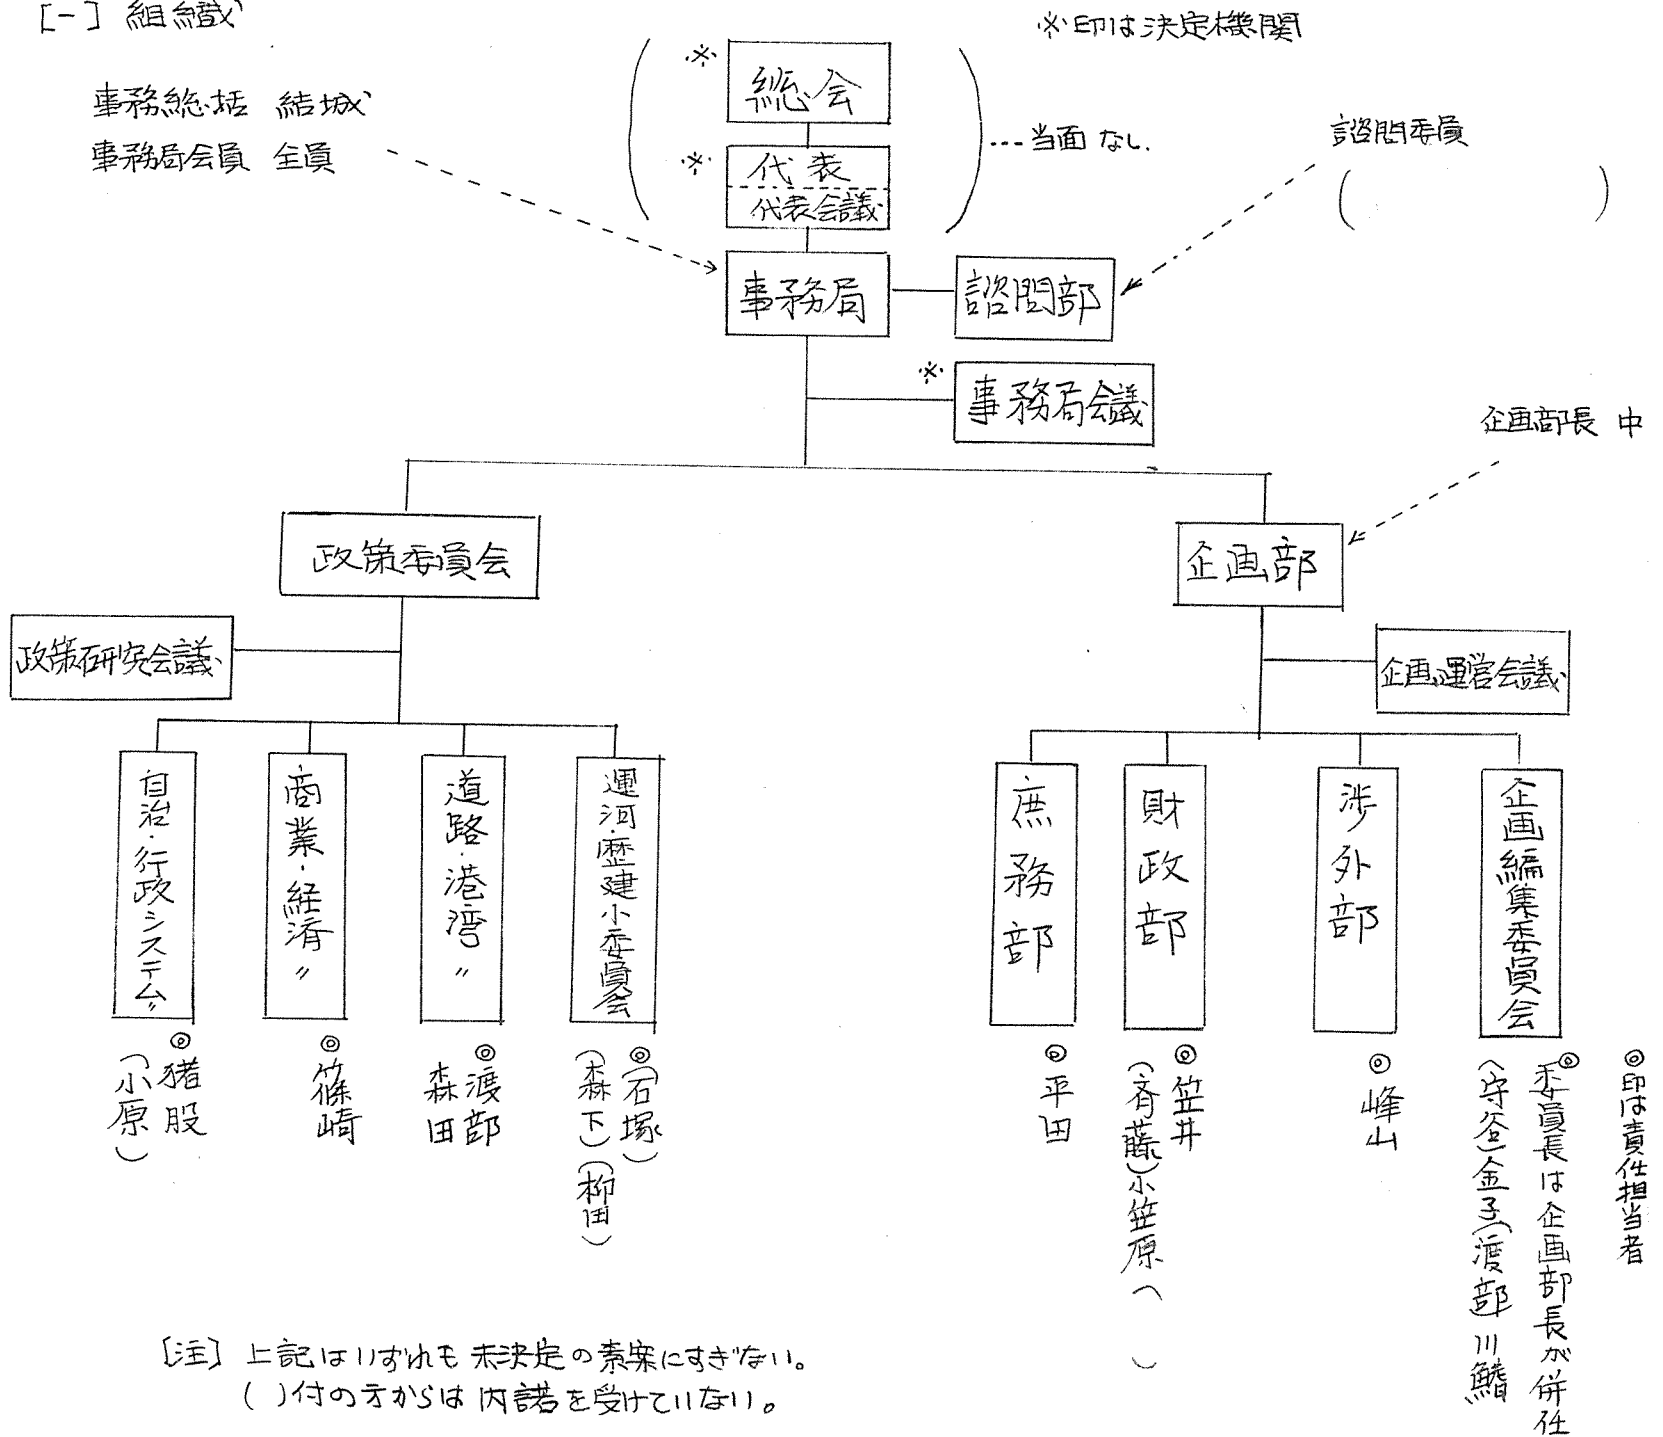 [一] 組織
※印は決定機関
事務総括 結城
事務局会員 全員
※
総会
※
代表
代表会議
…当面 なし.
諮問委員
( )
事務局
諮問部
※
事務局会議
企画部長 中
政策委員会
企画部
政策研究会議
企画運営会議
自治・行政システム〃
商業・経済〃
道路・港湾〃
運河・歴建小委員会
庶務部
財政部
渉外部
企画編集委員会
◎猪股
(小原)
◎篠崎
◎渡部
森田
◎(石塚)
(森下)(柳田)
◎平田
◎笠井
(斉藤)小笠原( )
◎峰山
◎委員長は企画部長が併任
(守谷)金子(渡部)川鰭
◎印は責任担当者
[注] 上記はいずれも未決定の素案にすぎない。
( )付の方からは内諾を受けていない。